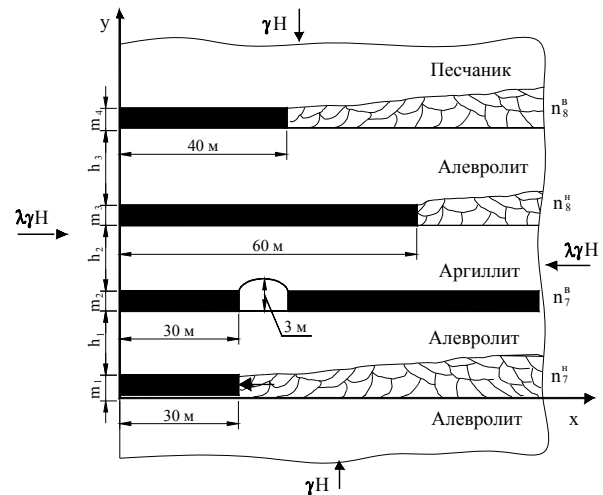 y
γH
Песчаник
m4
n8в
40 м
h3
Алевролит
m3
n8н
λγH
60 м
h2
λγH
Аргиллит
m2
n7в
30 м
3 м
h1
Алевролит
m1
n7н
30 м
x
Алевролит
γH